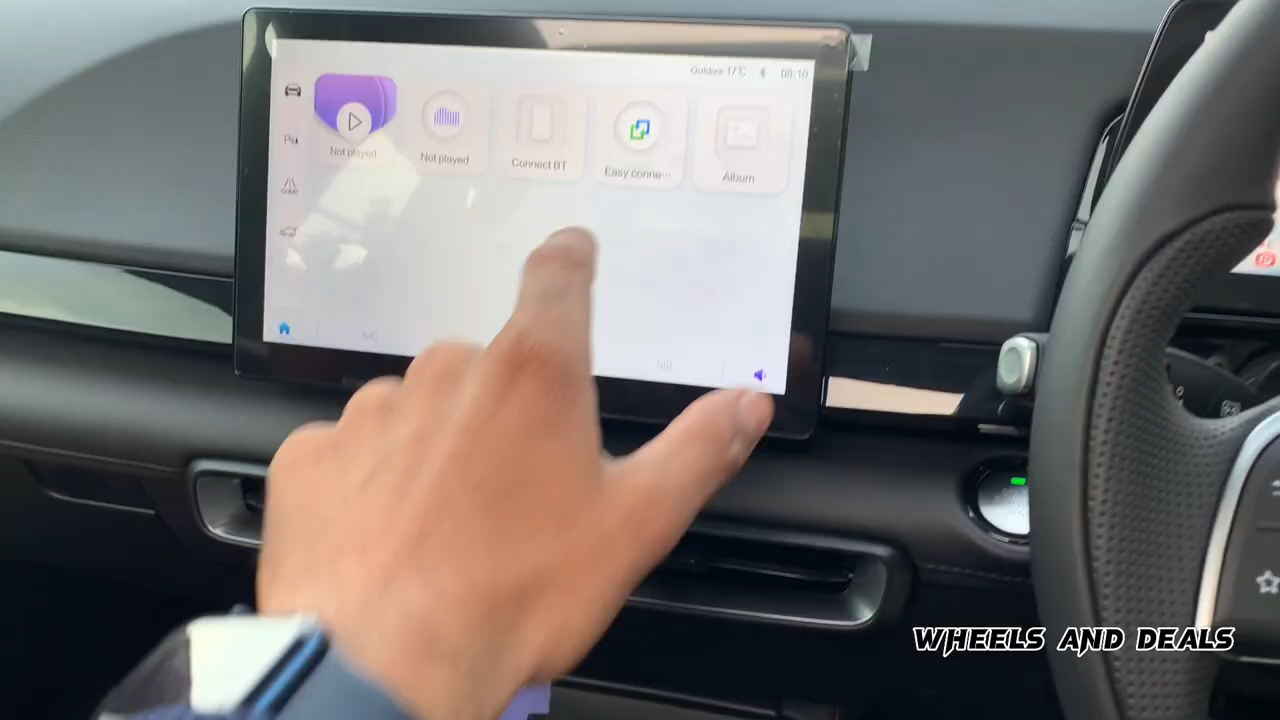 Outdoor 17℃ 08:10
Not played
Not played
Connect BT
Easy conne···
Album
A/C
WHEELS AND DEALS